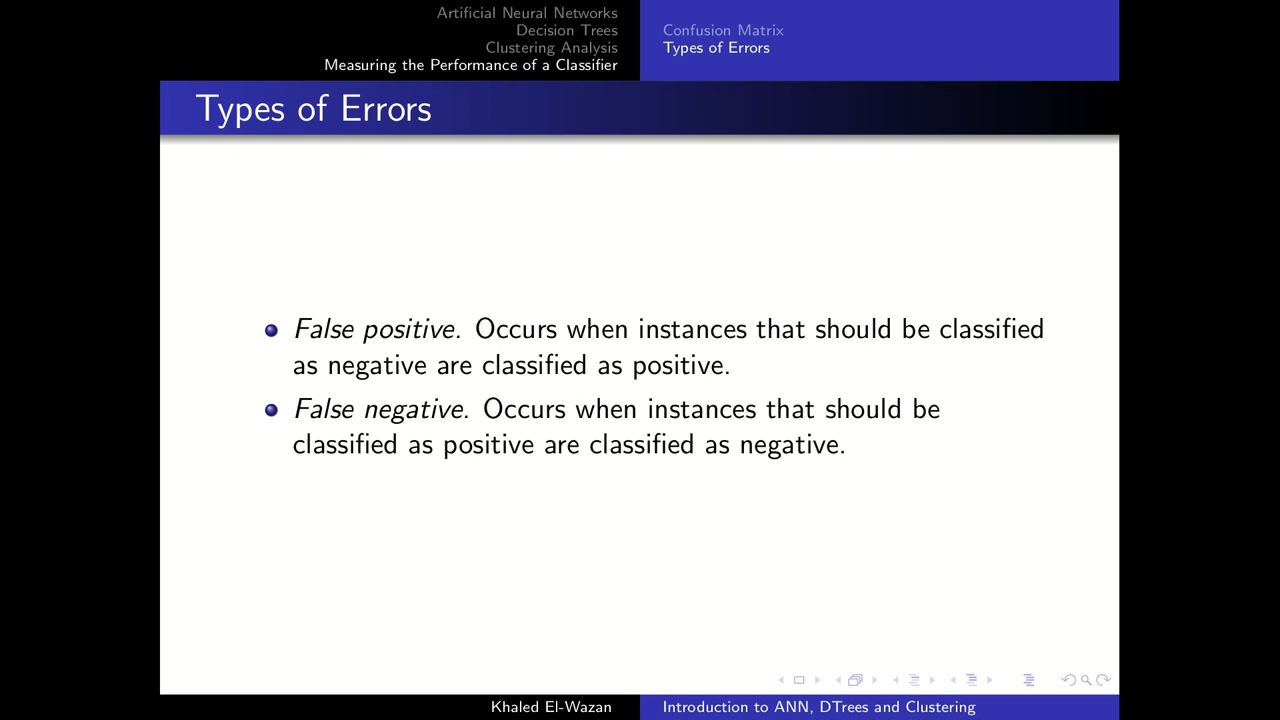 Artificial Neural Networks
Decision Trees
Clustering Analysis
Measuring the Performance of a Classifier
Confusion Matrix
Types of Errors
Types of Errors
False positive. Occurs when instances that should be classified
as negative are classified as positive.
False negative. Occurs when instances that should be
classified as positive are classified as negative.
Khaled El-Wazan
Introduction to ANN, DTrees and Clustering